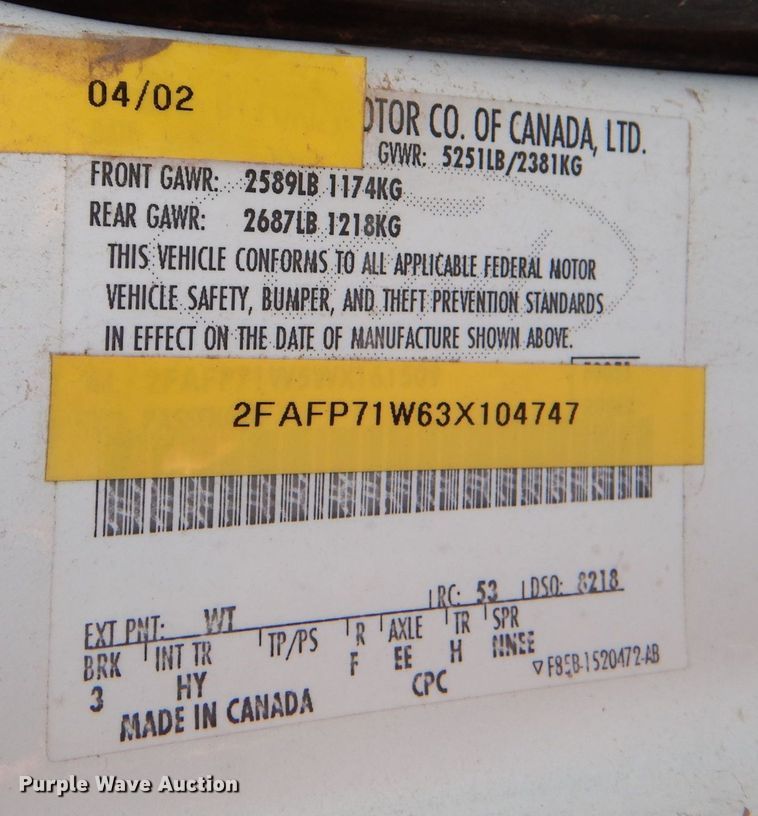 04/02
OTOR CO. OF CANADA, LTD.
GVWR: 5251LB/2381KG
FRONT GAWR: 2589LB 1174KG
REAR GAWR: 2687LB 1218KG
THIS VEHICLE CONFORMS TO ALL APPLICABLE FEDERAL MOTOR
VEHICLE SAFETY, BUMPER, AND THEFT PREVENTION STANDARDS
IN EFFECT ON THE DATE OF MANUFACTURE SHOWN ABOVE.
2FAFP71W63X104747
EXT PNT: WT RC: 53 DSO: 8218
BRK INT TR TP/PS R AXLE TR SPR
3 HY F EE H NNEE
MADE IN CANADA CPC F85B-1520472-AB
Purple Wave Auction